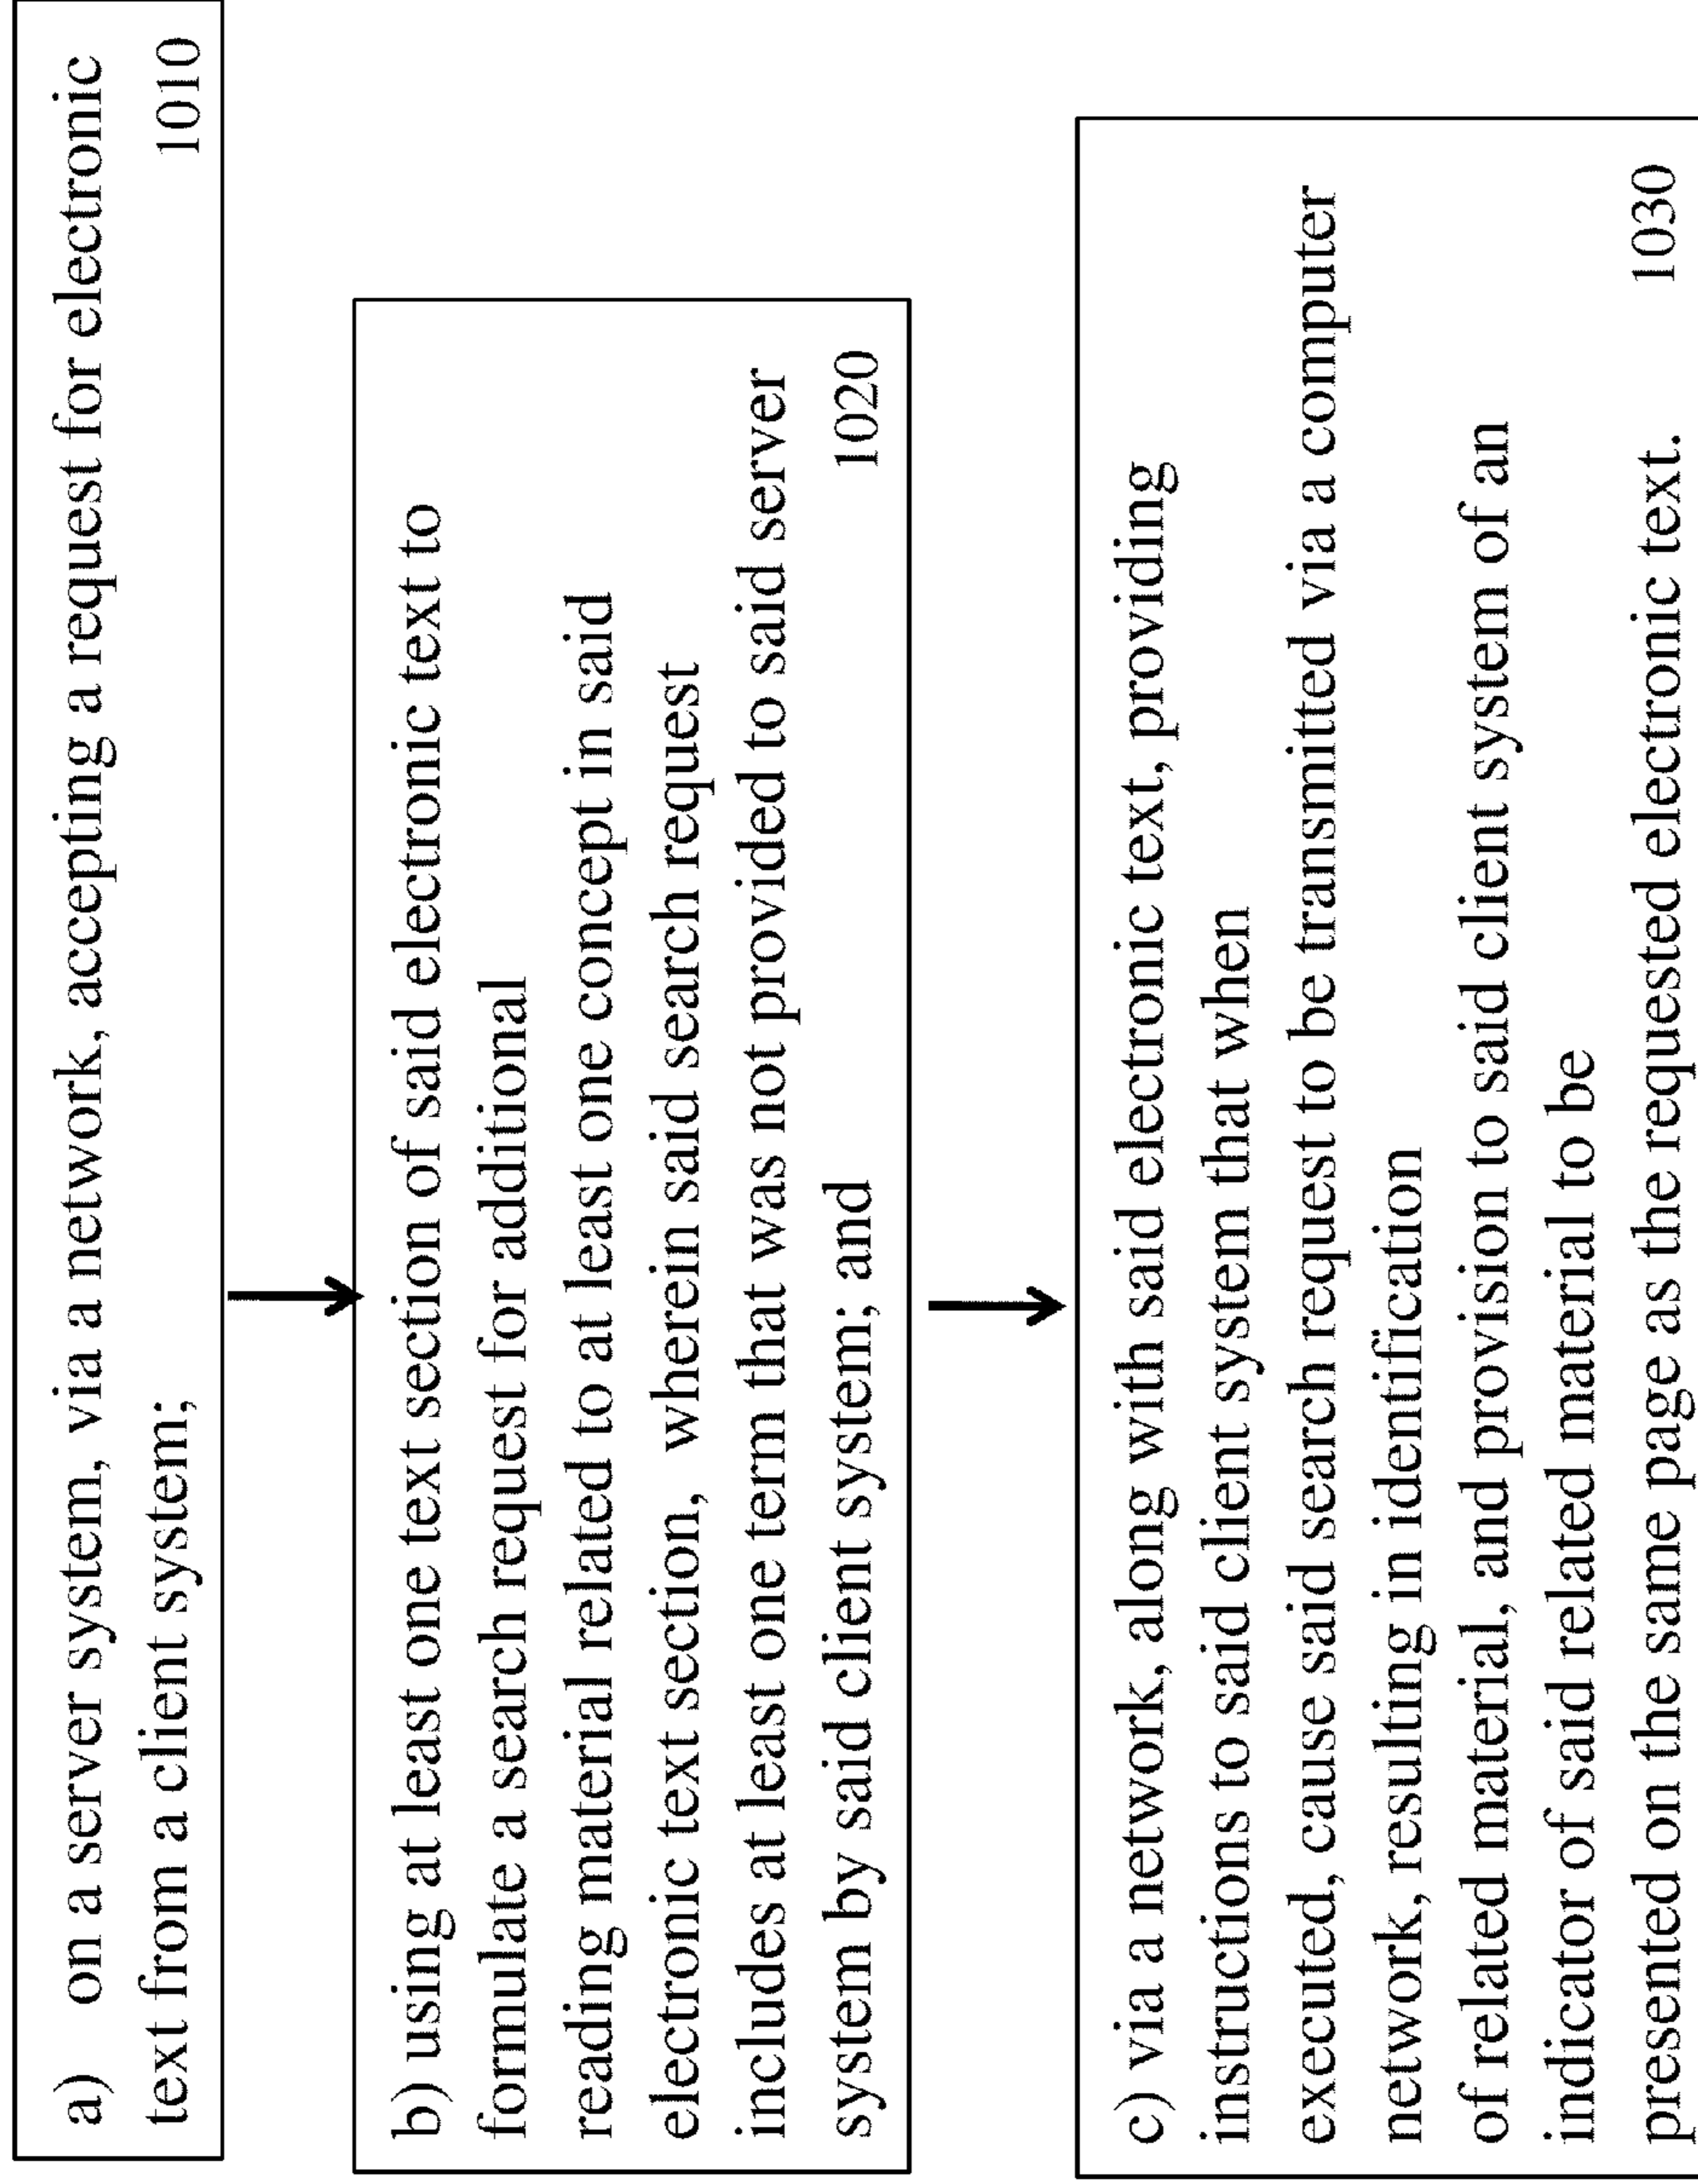 a) on a server system, via a network, accepting a request for electronic
text from a client system;
1010
b) using at least one text section of said electronic text to
formulate a search request for additional
reading material related to at least one concept in said
electronic text section, wherein said search request
includes at least one term that was not provided to said server
system by said client system; and
1020
c) via a network, along with said electronic text, providing
instructions to said client system that when
executed, cause said search request to be transmitted via a computer
network, resulting in identification
of related material, and provision to said client system of an
indicator of said related material to be
presented on the same page as the requested electronic text.
1030